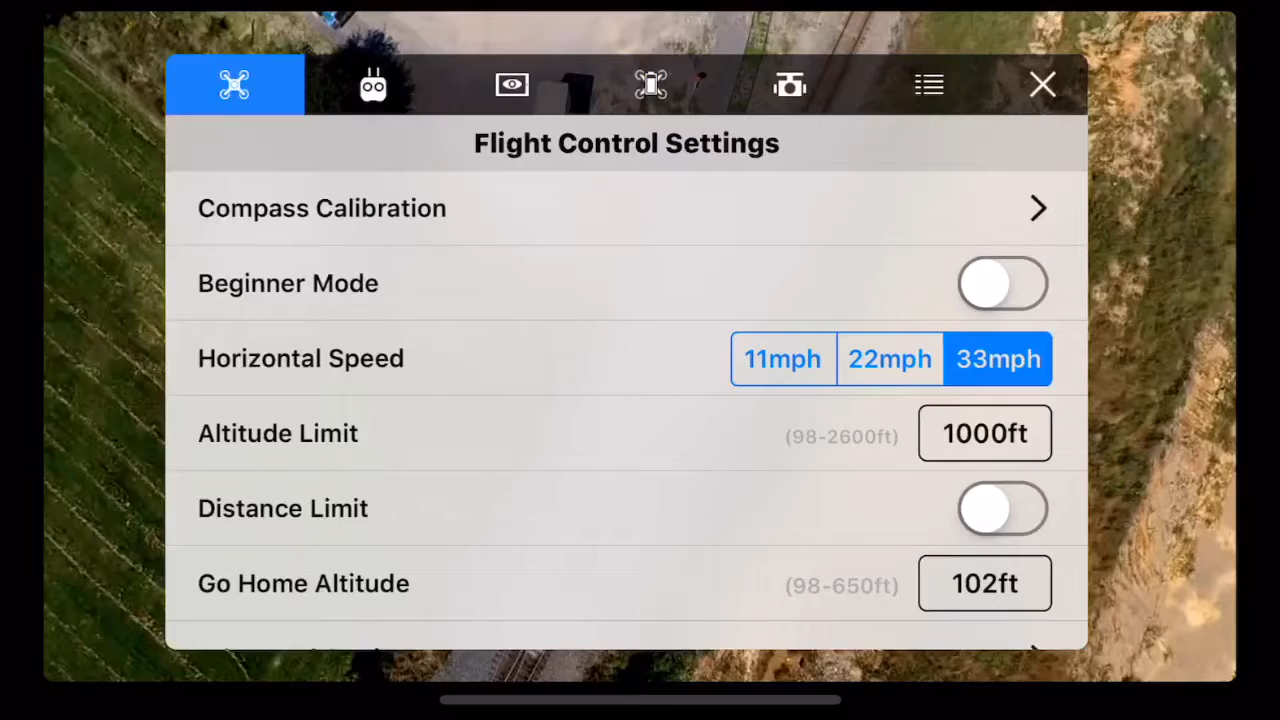 Flight Control Settings
Compass Calibration
Beginner Mode
Horizontal Speed 11mph 22mph 33mph
Altitude Limit (98-2600ft) 1000ft
Distance Limit
Go Home Altitude (98-650ft) 102ft